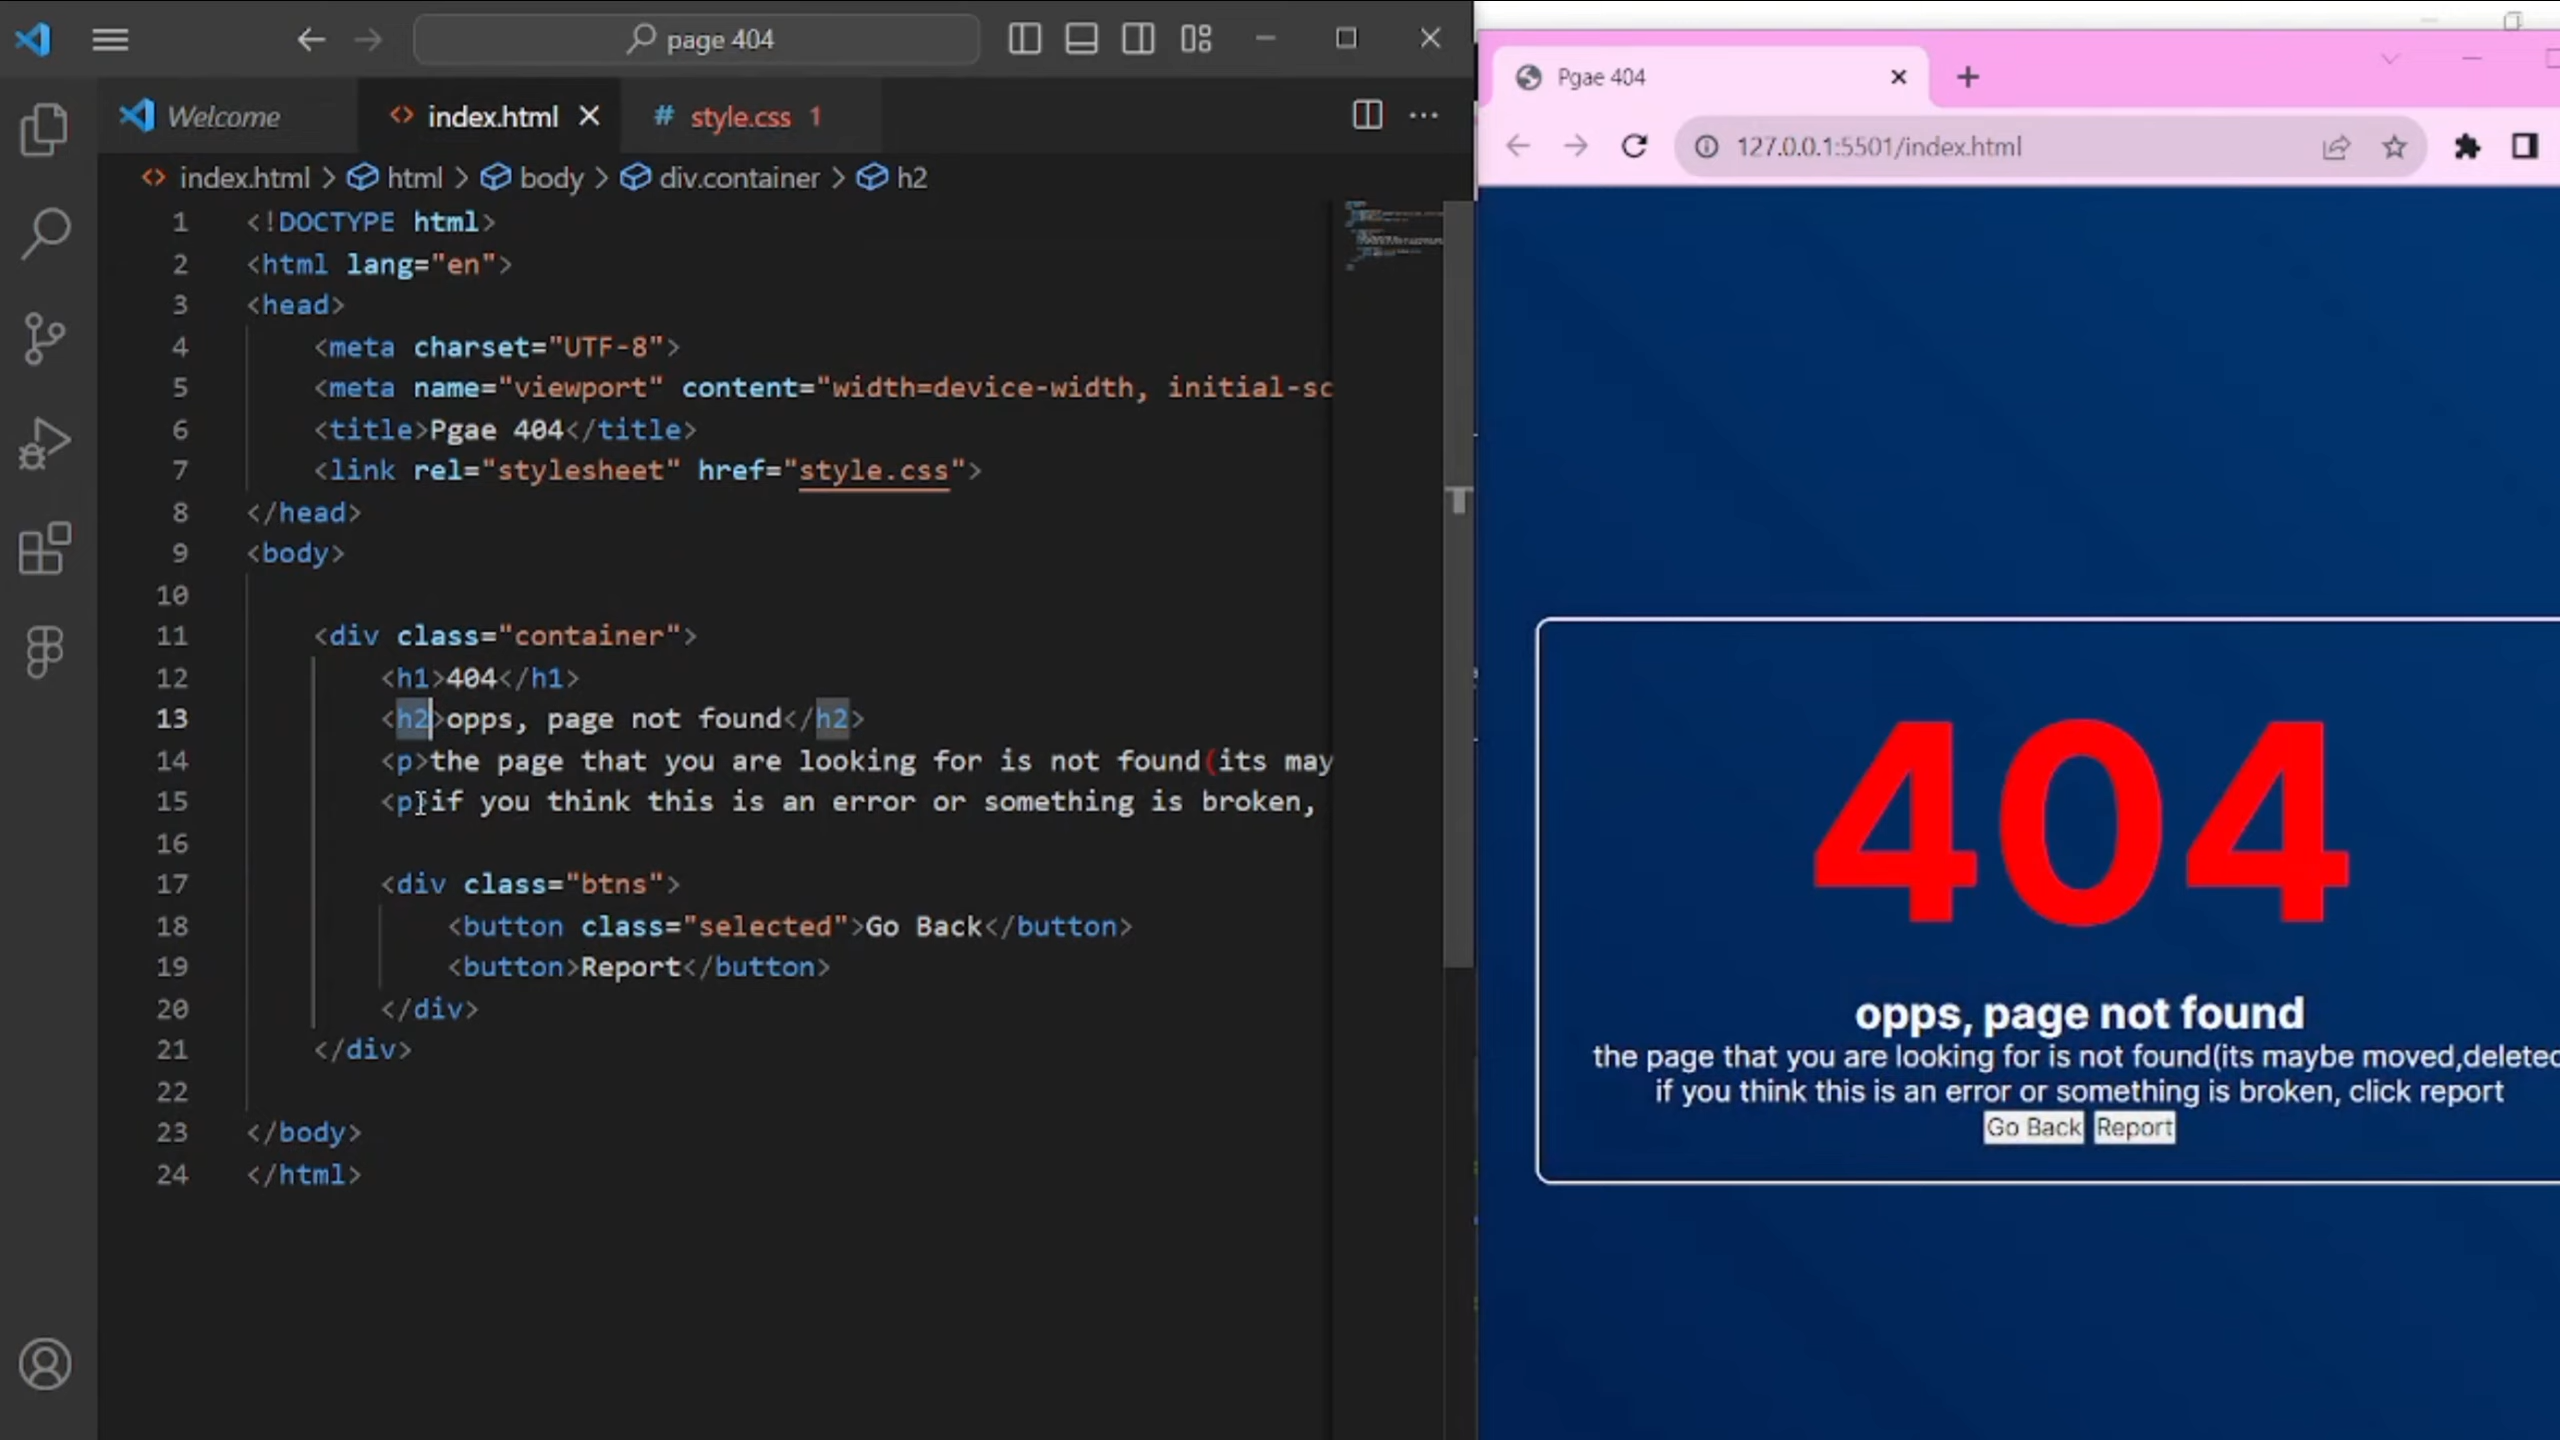 page 404
Welcome
index.html
# style.css 1
index.html > html > body > div.container > h2
1 <!DOCTYPE html>
2 <html lang="en">
3 <head>
4 <meta charset="UTF-8">
5 <meta name="viewport" content="width=device-width, initial-sc
6 <title>Pgae 404</title>
7 <link rel="stylesheet" href="style.css">
8 </head>
9 <body>
10
11 <div class="container">
12 <h1>404</h1>
13 <h2>opps, page not found</h2>
14 <p>the page that you are looking for is not found(its may
15 <p>if you think this is an error or something is broken,
16
17 <div class="btns">
18 <button class="selected">Go Back</button>
19 <button>Report</button>
20 </div>
21 </div>
22
23 </body>
24 </html>
Pgae 404
127.0.0.1:5501/index.html
404
opps, page not found
the page that you are looking for is not found(its maybe moved,deleted
if you think this is an error or something is broken, click report
Go Back Report